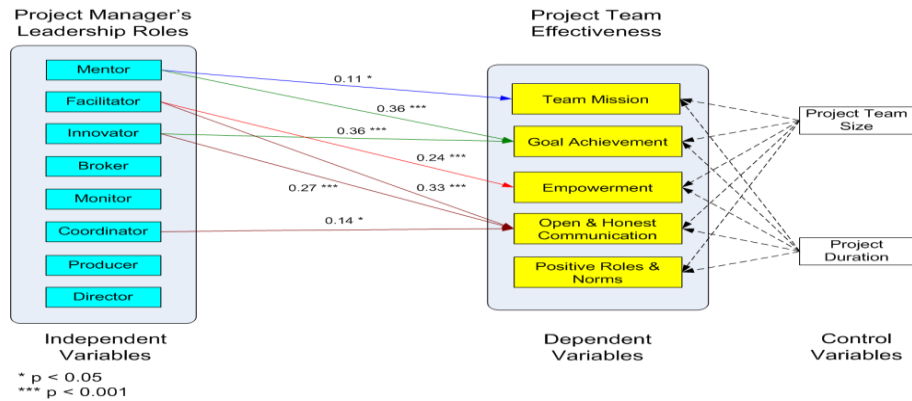 Project Manager's
Leadership Roles
Project Team
Effectiveness
Mentor
Facilitator
Innovator
Broker
Monitor
Coordinator
Producer
Director
0.11 *
0.36 ***
0.36 ***
0.24 ***
0.27 ***
0.33 ***
0.14 *
Team Mission
Goal Achievement
Empowerment
Open & Honest
Communication
Positive Roles &
Norms
Project Team
Size
Project
Duration
Independent
Variables
Dependent
Variables
Control
Variables
* p < 0.05
*** p < 0.001